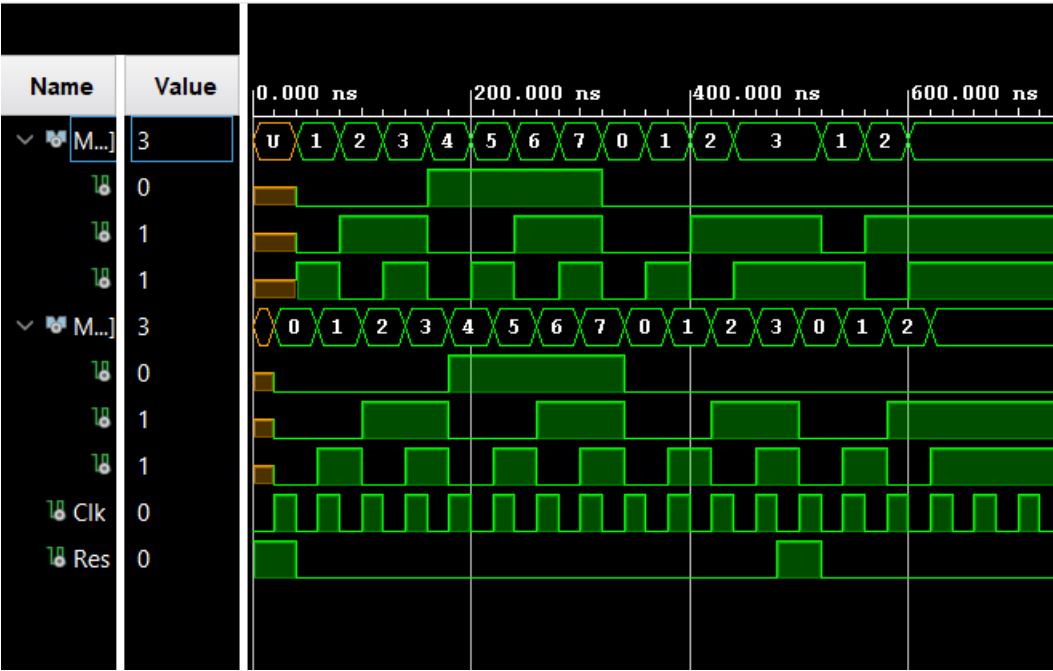 Name Value 0.000 ns 200.000 ns 400.000 ns 600.000 ns
M...] 3 U 1 2 3 4 5 6 7 0 1 2 3 1 2
0
1
1
M...] 3 0 1 2 3 4 5 6 7 0 1 2 3 0 1 2
0
1
1
Clk 0
Res 0